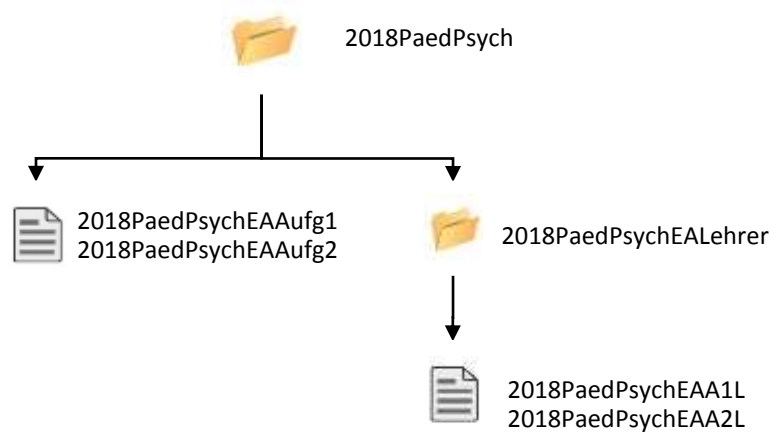 2018PaedPsych
2018PaedPsychEAAufg1
2018PaedPsychEAAufg2
2018PaedPsychEALehrer
2018PaedPsychEAA1L
2018PaedPsychEAA2L